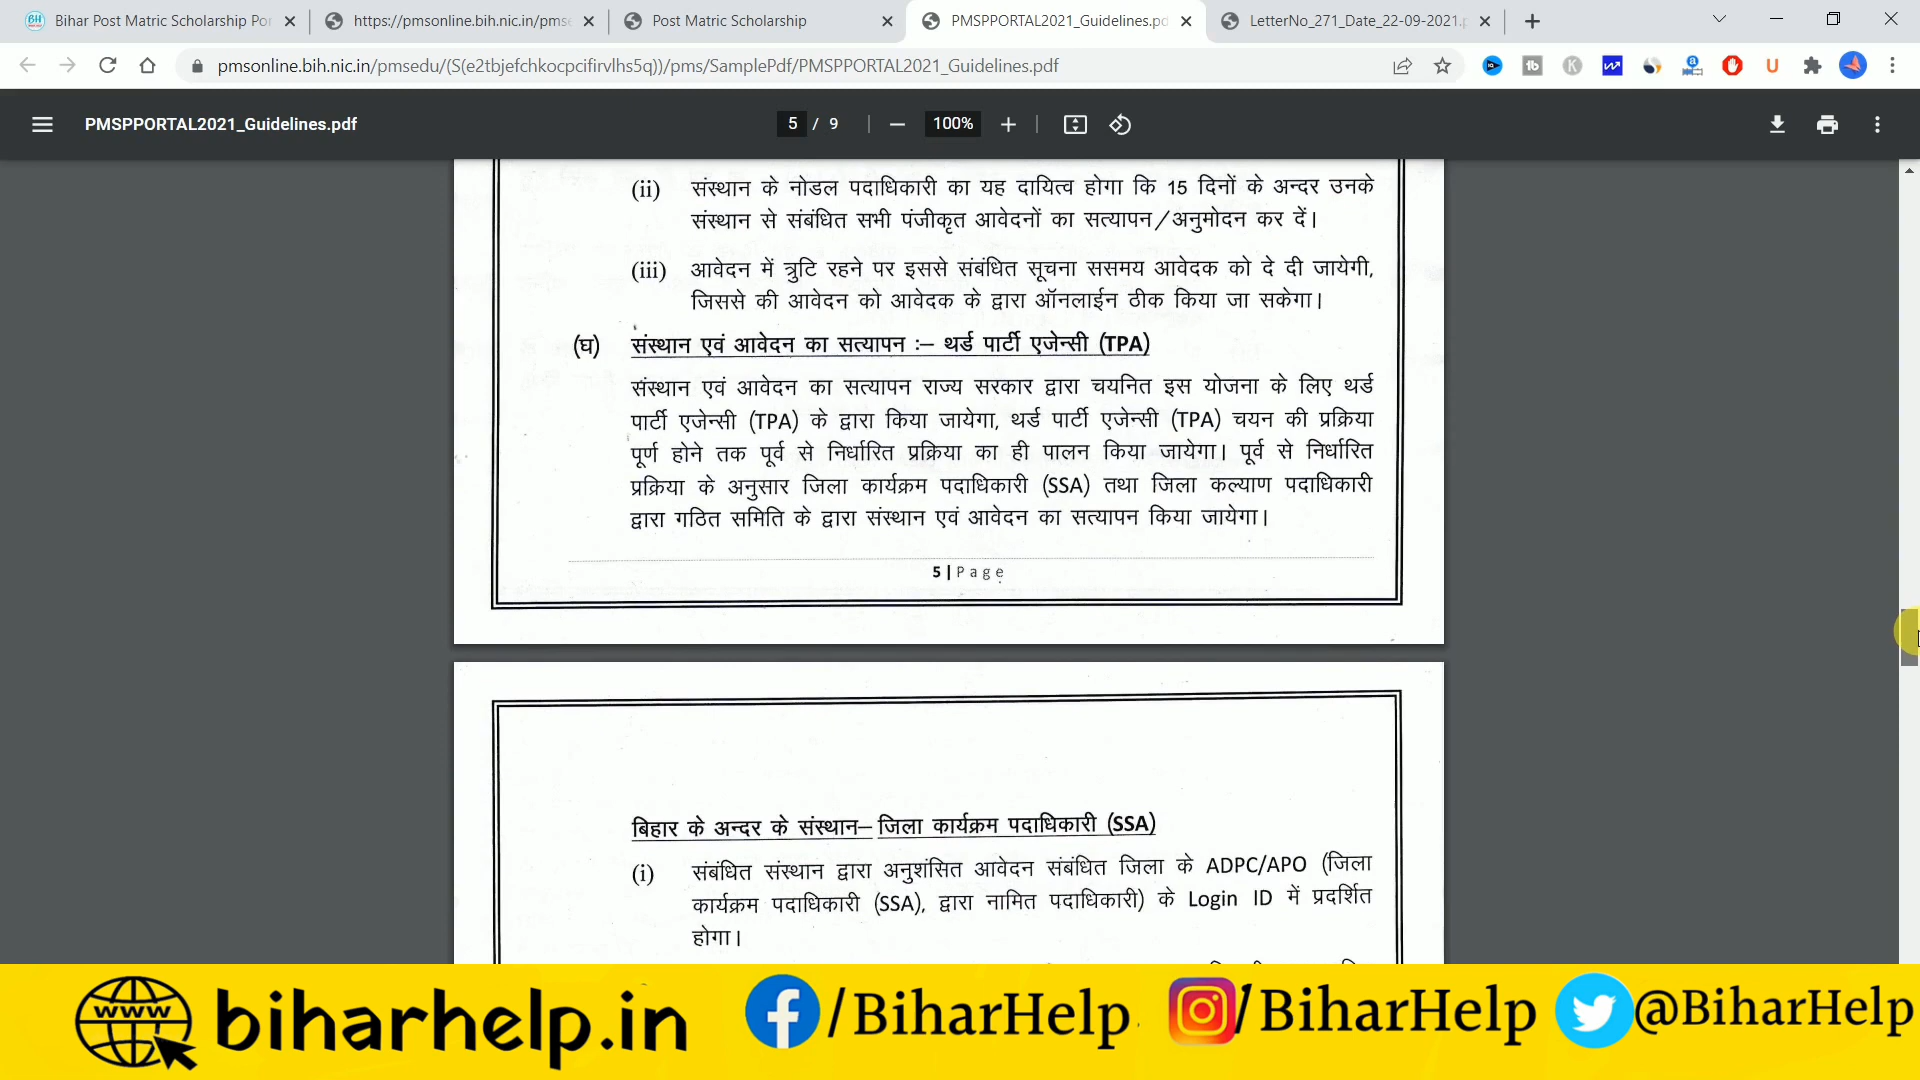 Bihar Post Matric Scholarship Por
https://pmsonline.bih.nic.in/pmse
Post Matric Scholarship
PMSPPORTAL2021_Guidelines.pd
LetterNo_271_Date_22-09-2021.p
pmsonline.bih.nic.in/pmsedu/(S(e2tbjefchkocpcifirvlhs5q))/pms/SamplePdf/PMSPPORTAL2021_Guidelines.pdf
PMSPPORTAL2021_Guidelines.pdf
5 / 9
100%
(ii) संस्थान के नोडल पदाधिकारी का यह दायित्व होगा कि 15 दिनों के अन्दर उनके
संस्थान से संबंधित सभी पंजीकृत आवेदनों का सत्यापन/अनुमोदन कर दें।
(iii) आवेदन में त्रुटि रहने पर इससे संबंधित सूचना ससमय आवेदक को दे दी जायेगी,
जिससे की आवेदन को आवेदक के द्वारा ऑनलाईन ठीक किया जा सकेगा।
(घ) संस्थान एवं आवेदन का सत्यापन :– थर्ड पार्टी एजेन्सी (TPA)
संस्थान एवं आवेदन का सत्यापन राज्य सरकार द्वारा चयनित इस योजना के लिए थर्ड
पार्टी एजेन्सी (TPA) के द्वारा किया जायेगा, थर्ड पार्टी एजेन्सी (TPA) चयन की प्रक्रिया
पूर्ण होने तक पूर्व से निर्धारित प्रक्रिया का ही पालन किया जायेगा। पूर्व से निर्धारित
प्रक्रिया के अनुसार जिला कार्यक्रम पदाधिकारी (SSA) तथा जिला कल्याण पदाधिकारी
द्वारा गठित समिति के द्वारा संस्थान एवं आवेदन का सत्यापन किया जायेगा।
5 | Page
बिहार के अन्दर के संस्थान– जिला कार्यक्रम पदाधिकारी (SSA)
(i) संबंधित संस्थान द्वारा अनुशंसित आवेदन संबंधित जिला के ADPC/APO (जिला
कार्यक्रम पदाधिकारी (SSA), द्वारा नामित पदाधिकारी) के Login ID में प्रदर्शित
होगा।
www biharhelp.in /BiharHelp /BiharHelp @BiharHelp